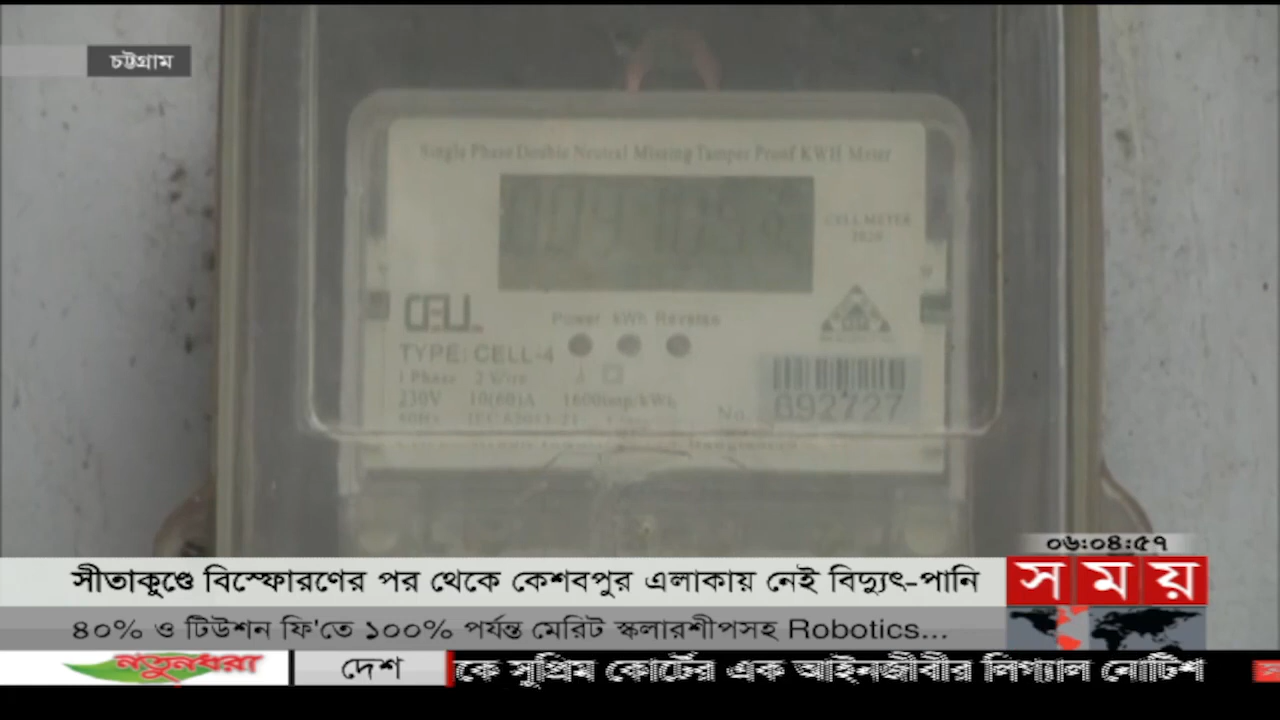 চট্টগ্রাম
Single Phase Double Neutral Missing Tamper Proof KWH Meter
CELL METER
2020
CELL
Power kWh Reverse
TYPE: CELL-4
1 Phase 2 Wire
230V 10(60)A 1600imp/kWh
No. 692727
০৬:০৪:৫৭
সীতাকুণ্ডে বিস্ফোরণের পর থেকে কেশবপুর এলাকায় নেই বিদ্যুৎ-পানি
সময়
৪০% ও টিউশন ফি'তে ১০০% পর্যন্ত মেরিট স্কলারশীপসহ Robotics...
নতুনধরা
দেশ
কে সুপ্রিম কোর্টের এক আইনজীবীর লিগ্যাল নোটিশ